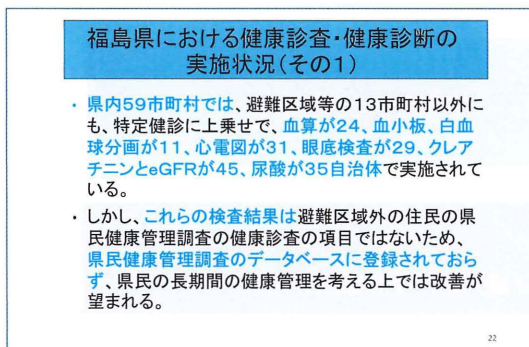 福島県における健康診査・健康診断の
実施状況(その1)
・県内59市町村では、避難区域等の13市町村以外に
も、特定健診に上乗せで、血算が24、血小板、白血
球分画が11、心電図が31、眼底検査が29、クレア
チニンとeGFRが45、尿酸が35自治体で実施されて
いる。
・しかし、これらの検査結果は避難区域外の住民の県
民健康管理調査の健康診査の項目ではないため、
県民健康管理調査のデータベースに登録されておら
ず、県民の長期間の健康管理を考える上では改善が
望まれる。
22